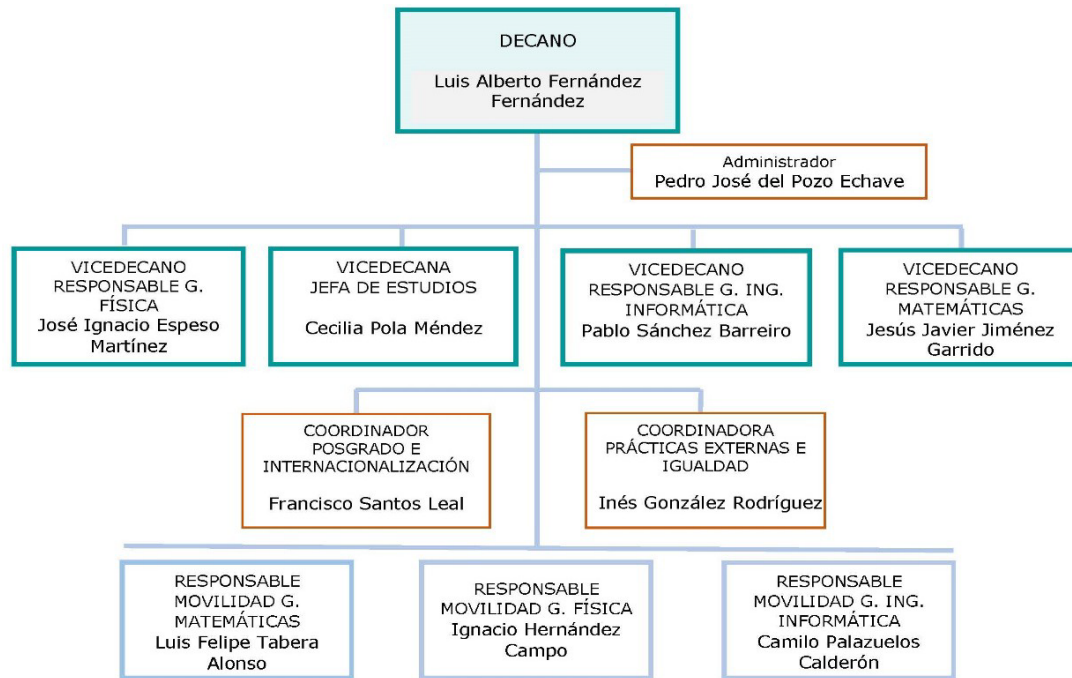 DECANO
Luis Alberto Fernández
Fernández
Administrador
Pedro José del Pozo Echave
VICEDECANO
RESPONSABLE G.
FÍSICA
José Ignacio Espeso
Martínez
VICEDECANA
JEFA DE ESTUDIOS
Cecilia Pola Méndez
VICEDECANO
RESPONSABLE G. ING.
INFORMÁTICA
Pablo Sánchez Barreiro
VICEDECANO
RESPONSABLE G.
MATEMÁTICAS
Jesús Javier Jiménez
Garrido
COORDINADOR
POSGRADO E
INTERNACIONALIZACIÓN
Francisco Santos Leal
COORDINADORA
PRÁCTICAS EXTERNAS E
IGUALDAD
Inés González Rodríguez
RESPONSABLE
MOVILIDAD G.
MATEMÁTICAS
Luis Felipe Tabera
Alonso
RESPONSABLE
MOVILIDAD G. FÍSICA
Ignacio Hernández
Campo
RESPONSABLE
MOVILIDAD G. ING.
INFORMÁTICA
Camilo Palazuelos
Calderón